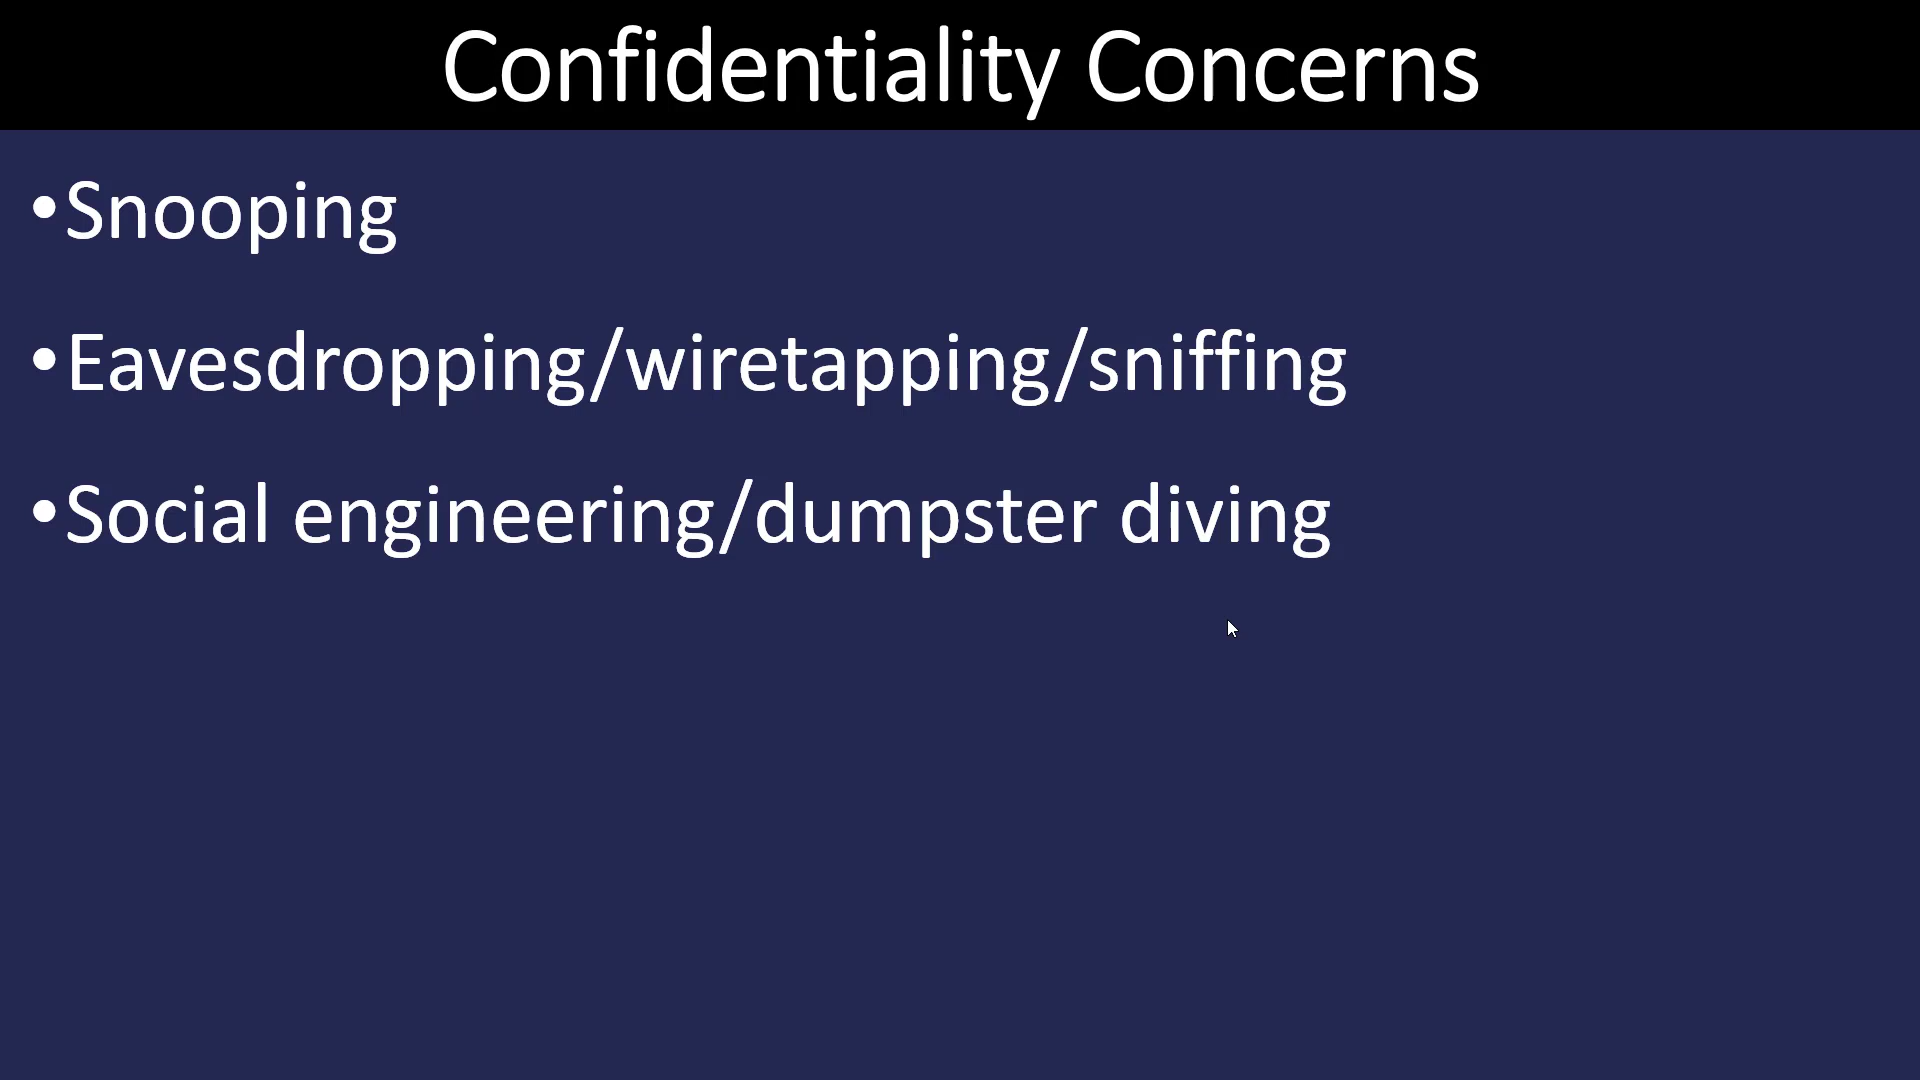 Confidentiality Concerns
•Snooping
•Eavesdropping/wiretapping/sniffing
•Social engineering/dumpster diving